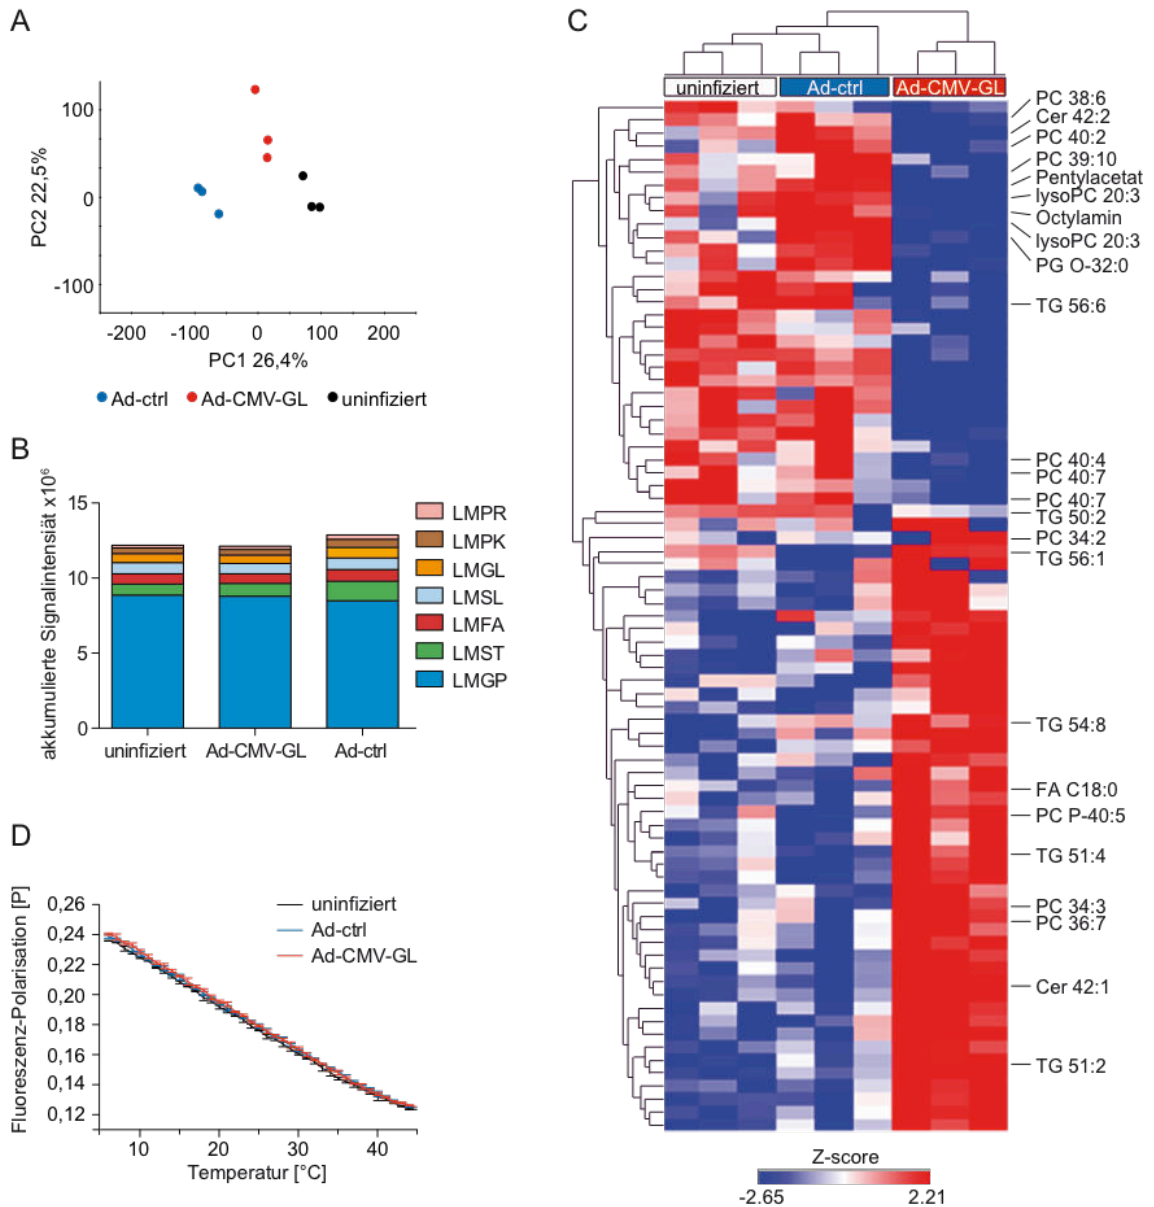 A
100
0
-100
PC2 22,5%
-200
-100
0
100
200
PC1 26,4%
Ad-ctrl
Ad-CMV-GL
uninfiziert
B
akkumulierte Signalintensiät x10⁶
15
10
5
0
uninfiziert
Ad-CMV-GL
Ad-ctrl
LMPR
LMPK
LMGL
LMSL
LMFA
LMST
LMGP
D
Fluoreszenz-Polarisation [P]
0,26
0,24
0,22
0,20
0,18
0,16
0,14
0,12
10
20
30
40
Temperatur [°C]
uninfiziert
Ad-ctrl
Ad-CMV-GL
C
uninfiziert
Ad-ctrl
Ad-CMV-GL
PC 38:6
Cer 42:2
PC 40:2
PC 39:10
Pentylacetat
lysoPC 20:3
Octylamin
lysoPC 20:3
PG O-32:0
TG 56:6
PC 40:4
PC 40:7
PC 40:7
TG 50:2
PC 34:2
TG 56:1
TG 54:8
FA C18:0
PC P-40:5
TG 51:4
PC 34:3
PC 36:7
Cer 42:1
TG 51:2
Z-score
-2.65
2.21